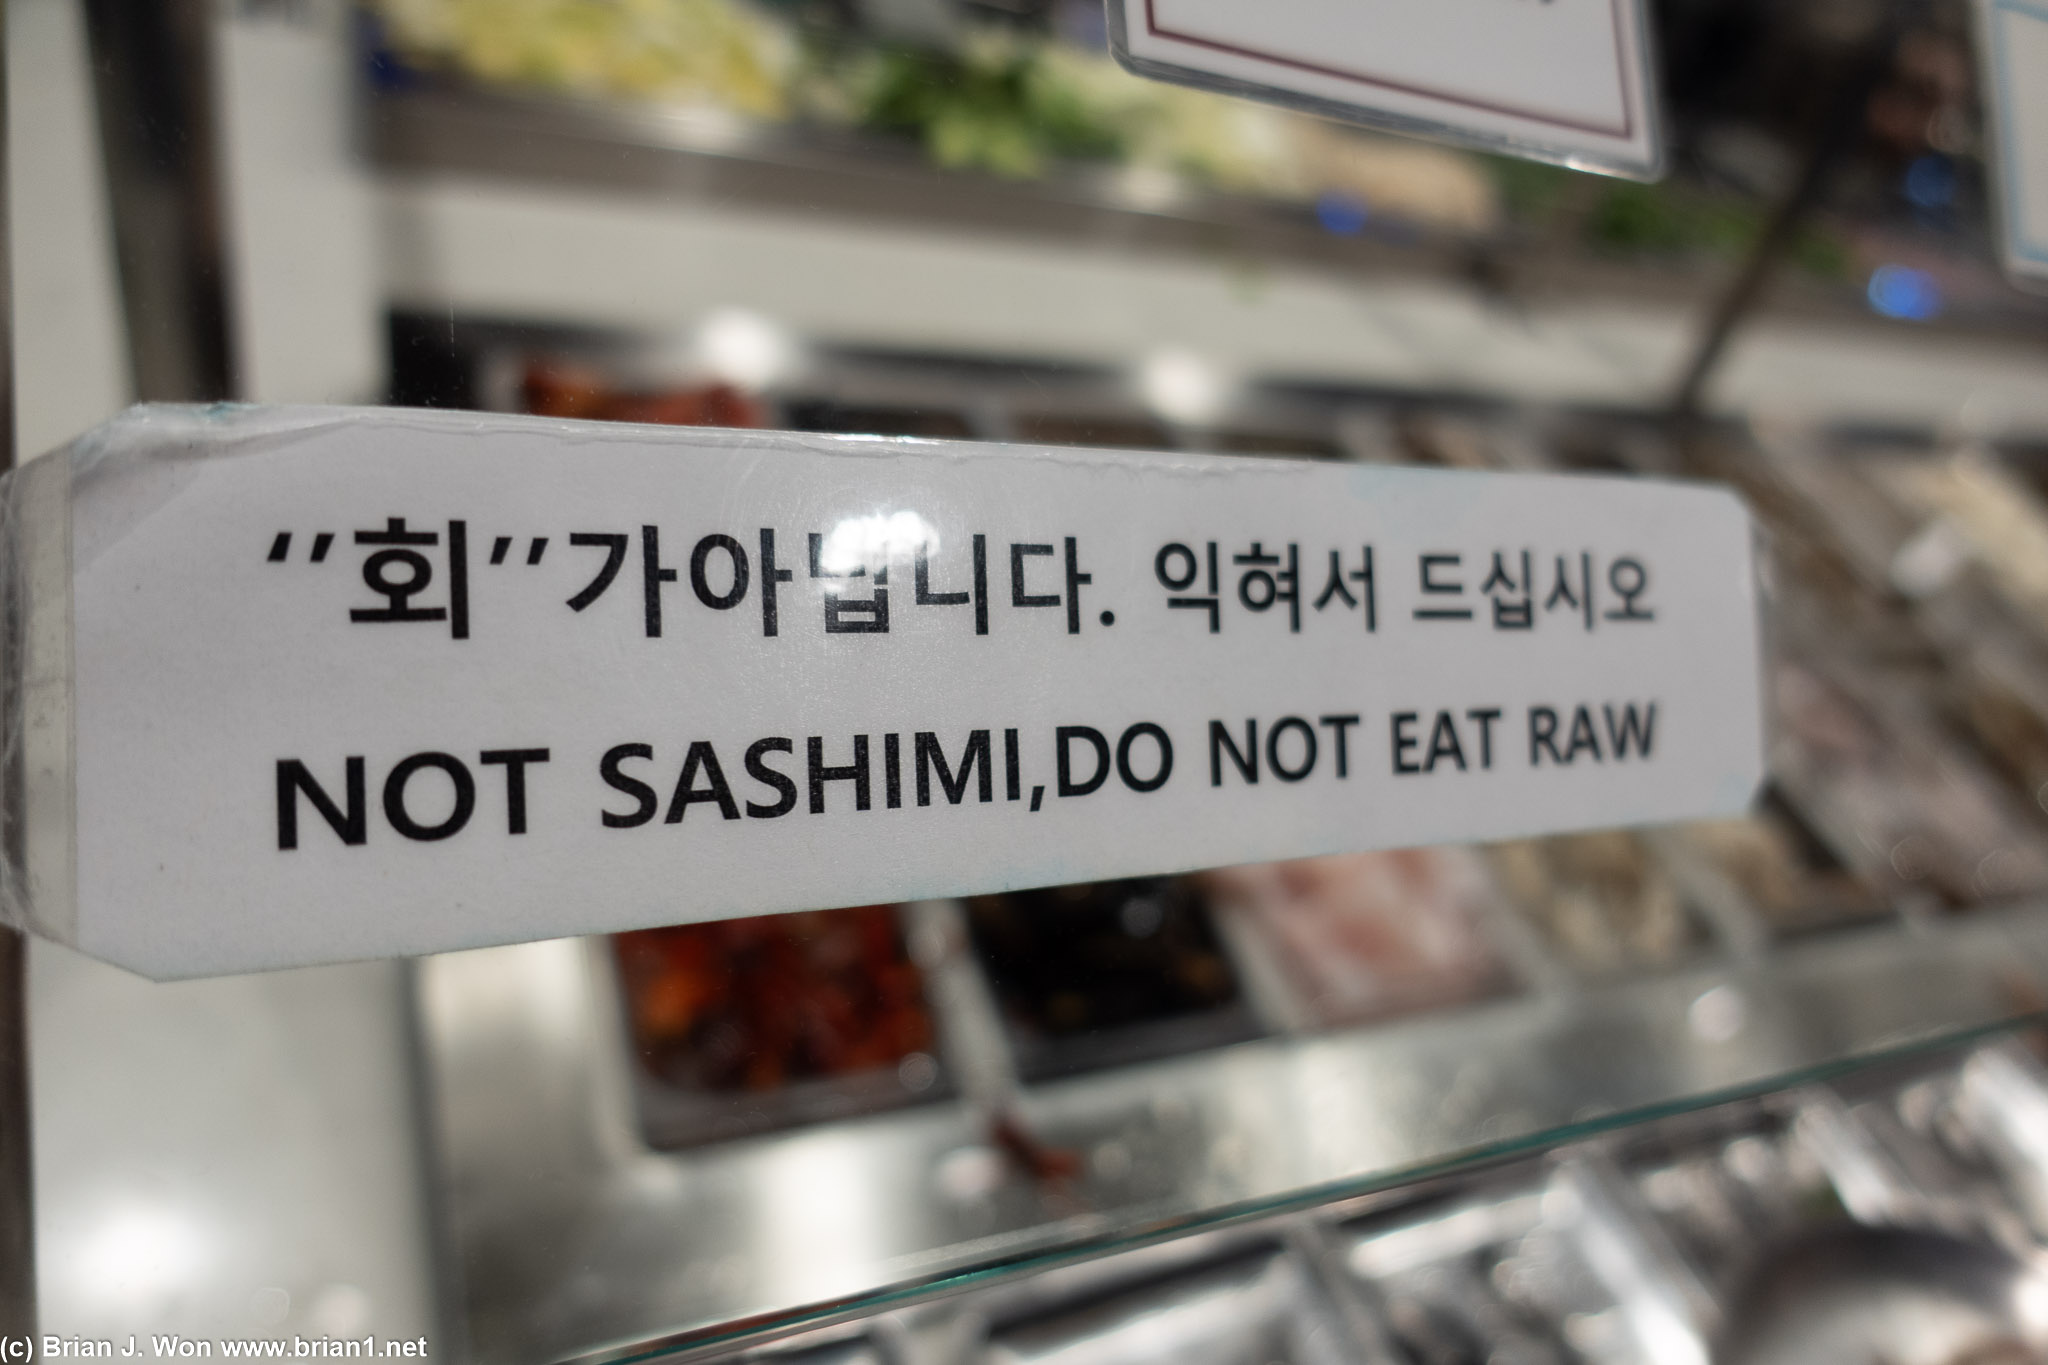 ‘‘회’’가아닙니다. 익혀서 드십시오
NOT SASHIMI,DO NOT EAT RAW
(c) Brian J. Won www.brian1.net